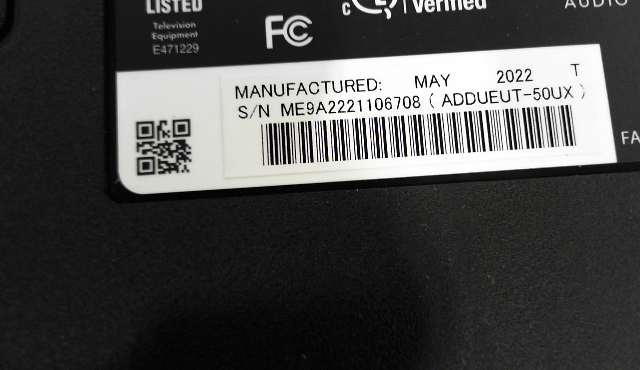 LISTED
Television
Equipment
E471229
FC
c
Verified
AUDIO
MANUFACTURED: MAY 2022 T
S/N ME9A2221106708 ( ADDUEUT-50UX )
FA